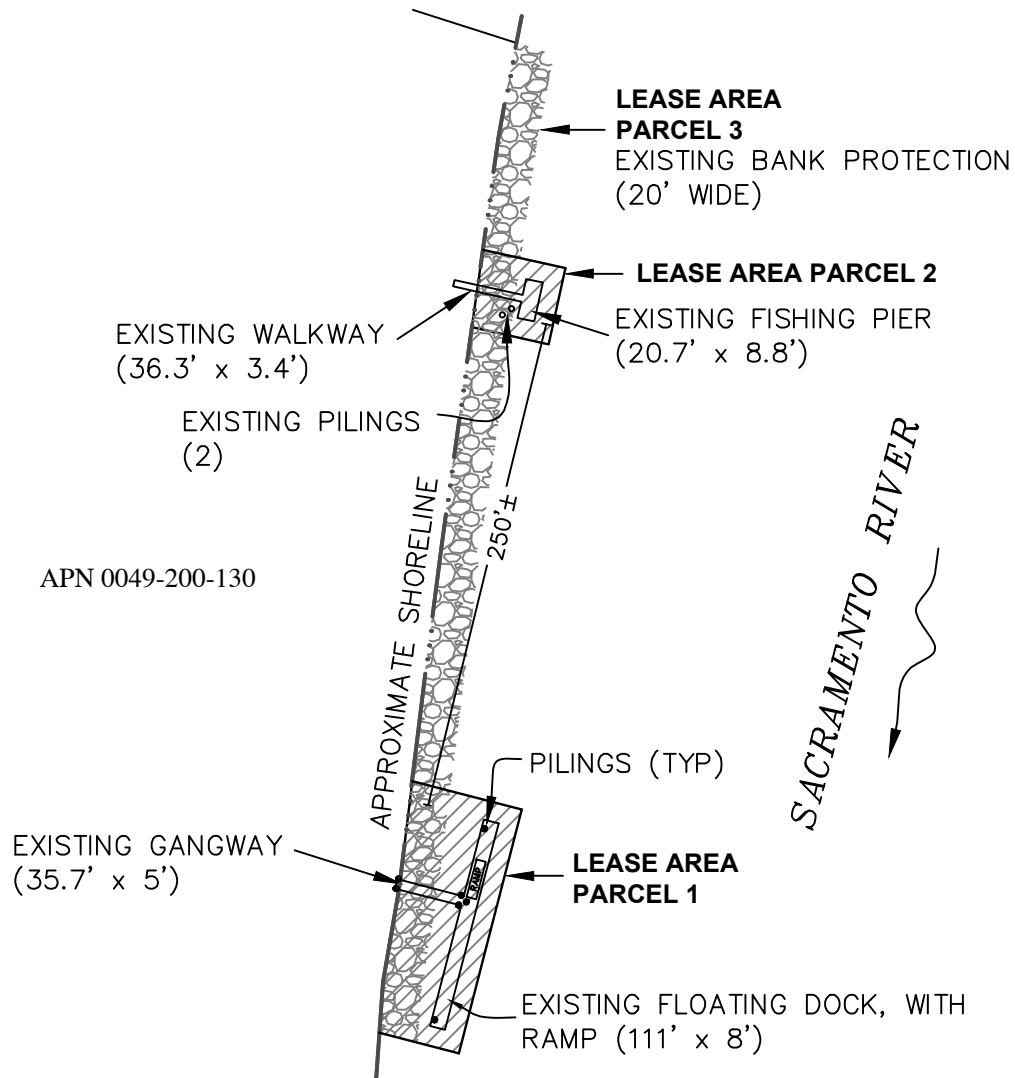 LEASE AREA
PARCEL 3
EXISTING BANK PROTECTION
(20' WIDE)
LEASE AREA PARCEL 2
EXISTING WALKWAY
(36.3' x 3.4')
EXISTING FISHING PIER
(20.7' x 8.8')
EXISTING PILINGS
(2)
SACRAMENTO RIVER
250'±
APPROXIMATE SHORELINE
APN 0049-200-130
PILINGS (TYP)
EXISTING GANGWAY
(35.7' x 5')
RAMP
LEASE AREA
PARCEL 1
EXISTING FLOATING DOCK, WITH
RAMP (111' x 8')